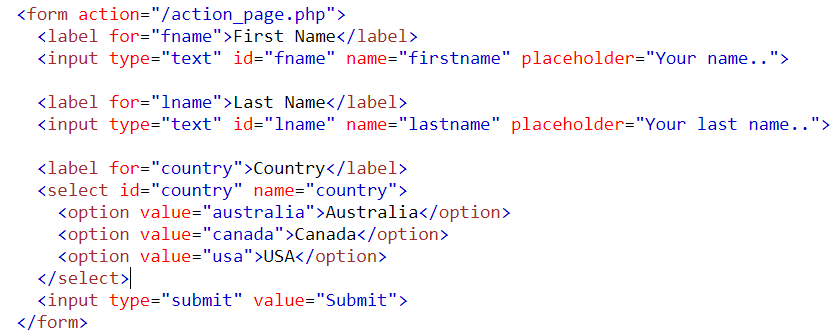 <form action="/action_page.php">
<label for="fname">First Name</label>
<input type="text" id="fname" name="firstname" placeholder="Your name..">
<label for="lname">Last Name</label>
<input type="text" id="lname" name="lastname" placeholder="Your last name..">
<label for="country">Country</label>
<select id="country" name="country">
<option value="australia">Australia</option>
<option value="canada">Canada</option>
<option value="usa">USA</option>
</select>
<input type="submit" value="Submit">
</form>